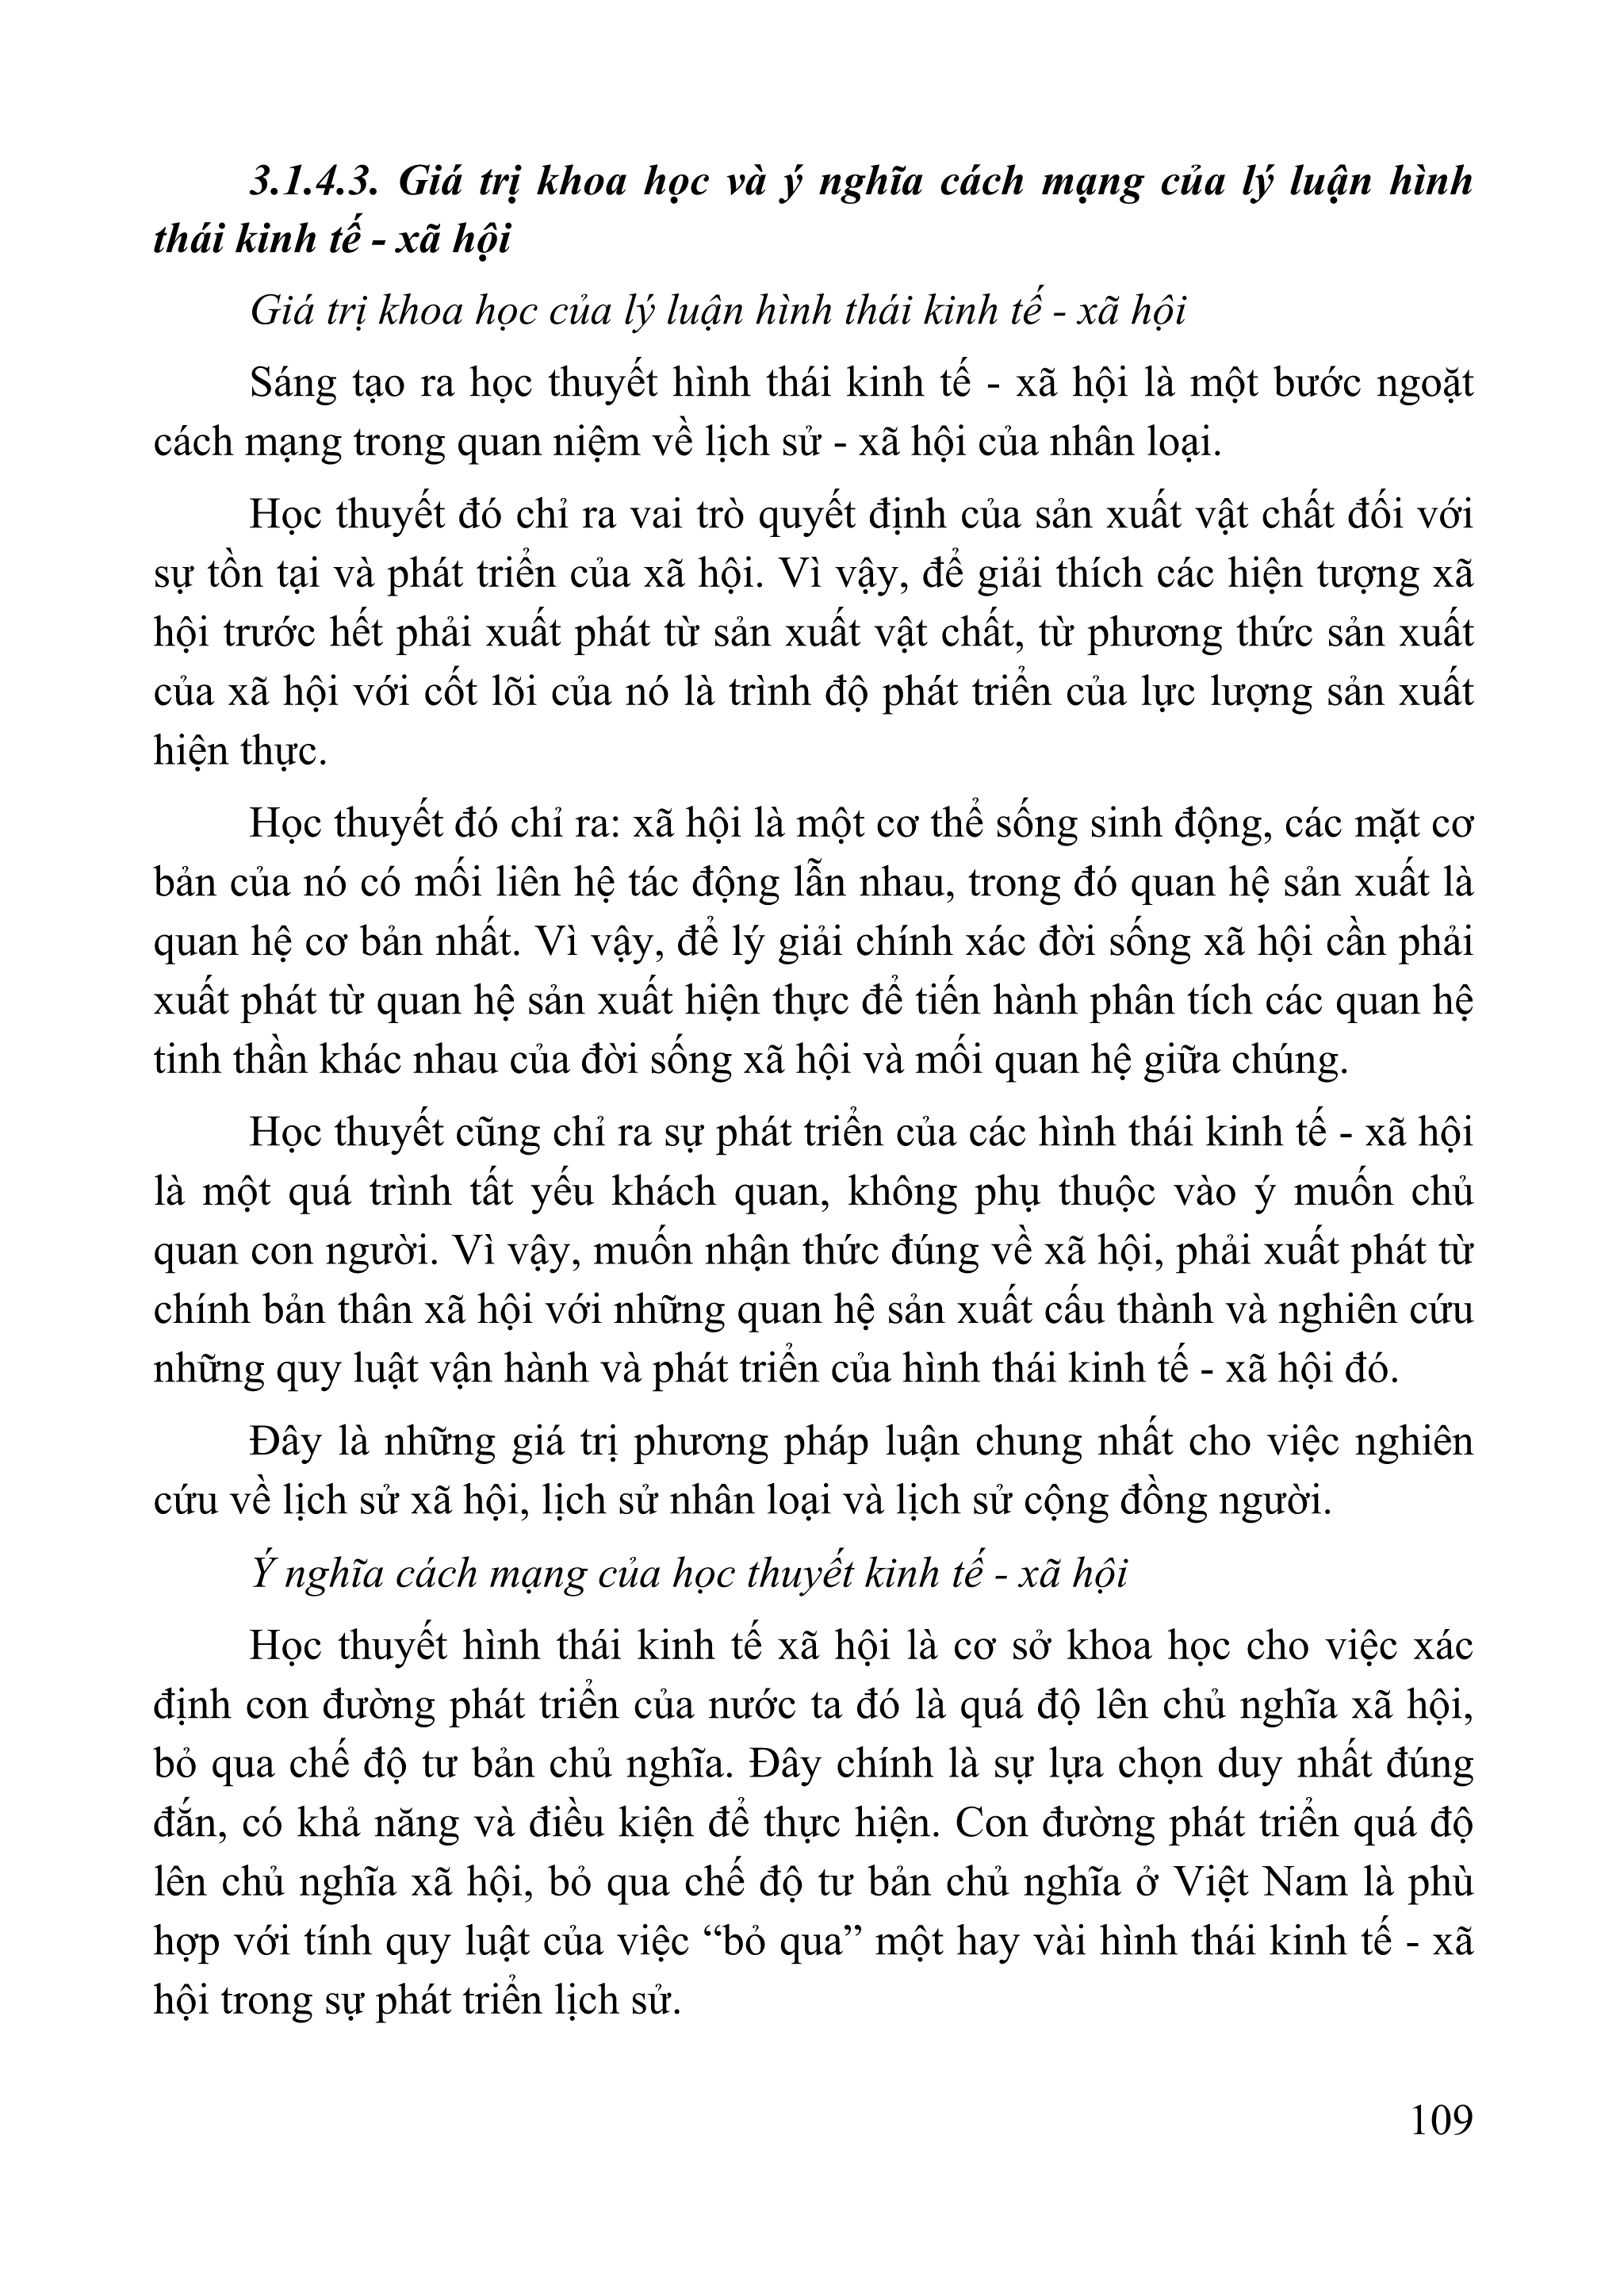 3.1.4.3. Giá trị khoa học và ý nghĩa cách mạng của lý luận hình
thái kinh tế - xã hội
Giá trị khoa học của lý luận hình thái kinh tế - xã hội
Sáng tạo ra học thuyết hình thái kinh tế - xã hội là một bước ngoặt
cách mạng trong quan niệm về lịch sử - xã hội của nhân loại.
Học thuyết đó chỉ ra vai trò quyết định của sản xuất vật chất đối với
sự tồn tại và phát triển của xã hội. Vì vậy, để giải thích các hiện tượng xã
hội trước hết phải xuất phát từ sản xuất vật chất, từ phương thức sản xuất
của xã hội với cốt lõi của nó là trình độ phát triển của lực lượng sản xuất
hiện thực.
Học thuyết đó chỉ ra: xã hội là một cơ thể sống sinh động, các mặt cơ
bản của nó có mối liên hệ tác động lẫn nhau, trong đó quan hệ sản xuất là
quan hệ cơ bản nhất. Vì vậy, để lý giải chính xác đời sống xã hội cần phải
xuất phát từ quan hệ sản xuất hiện thực để tiến hành phân tích các quan hệ
tinh thần khác nhau của đời sống xã hội và mối quan hệ giữa chúng.
Học thuyết cũng chỉ ra sự phát triển của các hình thái kinh tế - xã hội
là một quá trình tất yếu khách quan, không phụ thuộc vào ý muốn chủ
quan con người. Vì vậy, muốn nhận thức đúng về xã hội, phải xuất phát từ
chính bản thân xã hội với những quan hệ sản xuất cấu thành và nghiên cứu
những quy luật vận hành và phát triển của hình thái kinh tế - xã hội đó.
Đây là những giá trị phương pháp luận chung nhất cho việc nghiên
cứu về lịch sử xã hội, lịch sử nhân loại và lịch sử cộng đồng người.
Ý nghĩa cách mạng của học thuyết kinh tế - xã hội
Học thuyết hình thái kinh tế xã hội là cơ sở khoa học cho việc xác
định con đường phát triển của nước ta đó là quá độ lên chủ nghĩa xã hội,
bỏ qua chế độ tư bản chủ nghĩa. Đây chính là sự lựa chọn duy nhất đúng
đắn, có khả năng và điều kiện để thực hiện. Con đường phát triển quá độ
lên chủ nghĩa xã hội, bỏ qua chế độ tư bản chủ nghĩa ở Việt Nam là phù
hợp với tính quy luật của việc “bỏ qua” một hay vài hình thái kinh tế - xã
hội trong sự phát triển lịch sử.
109